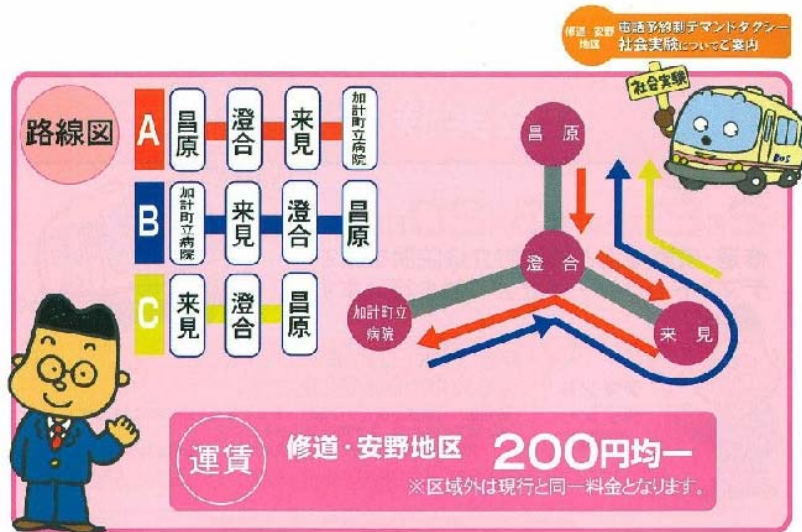 修道・安野地区
電話予約制デマンドタクシー
社会実験についてご案内
社会実験
BUS
路線図
A 昌原 澄合 来見 加計町立病院
B 加計町立病院 来見 澄合 昌原
C 来見 澄合 昌原
昌原
澄合
加計町立
病院
来見
運賃 修道・安野地区 200円均一
※区域外は現行と同一料金となります。